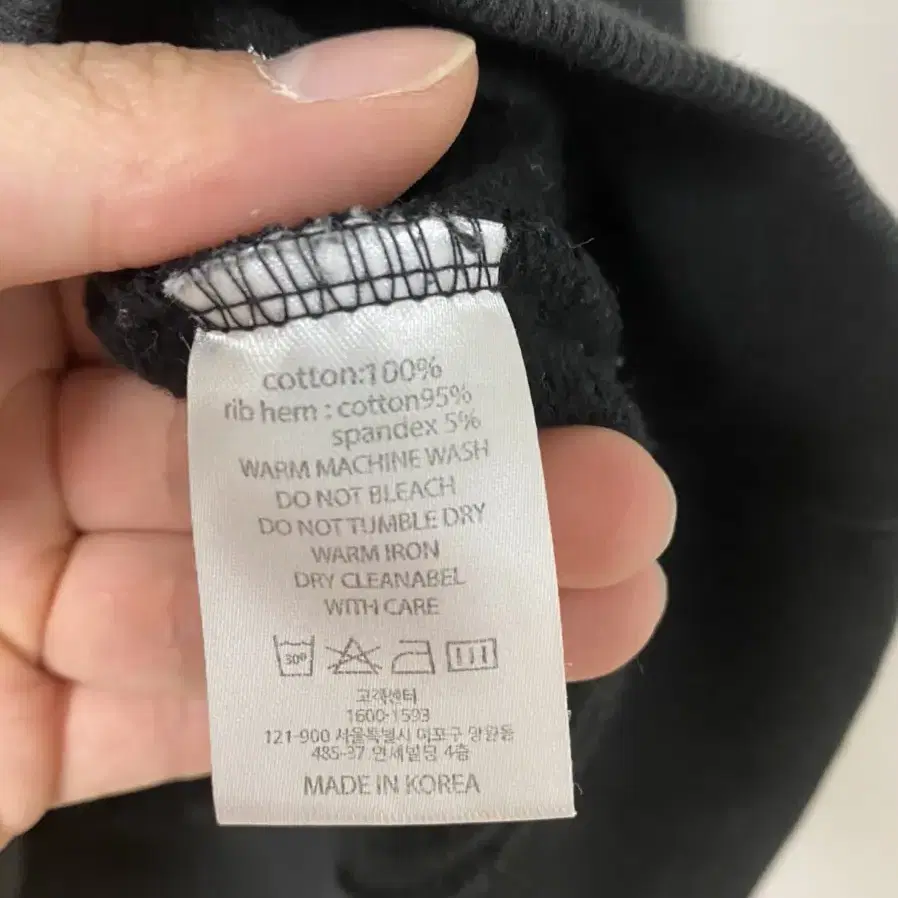 cotton:100%
rib hem : cotton95%
spandex 5%
WARM MACHINE WASH
DO NOT BLEACH
DO NOT TUMBLE DRY
WARM IRON
DRY CLEANABEL
WITH CARE
30º
고객센터
1600-1593
121-900 서울특별시 마포구 망원동
485-37 연세빌딩 4층
MADE IN KOREA